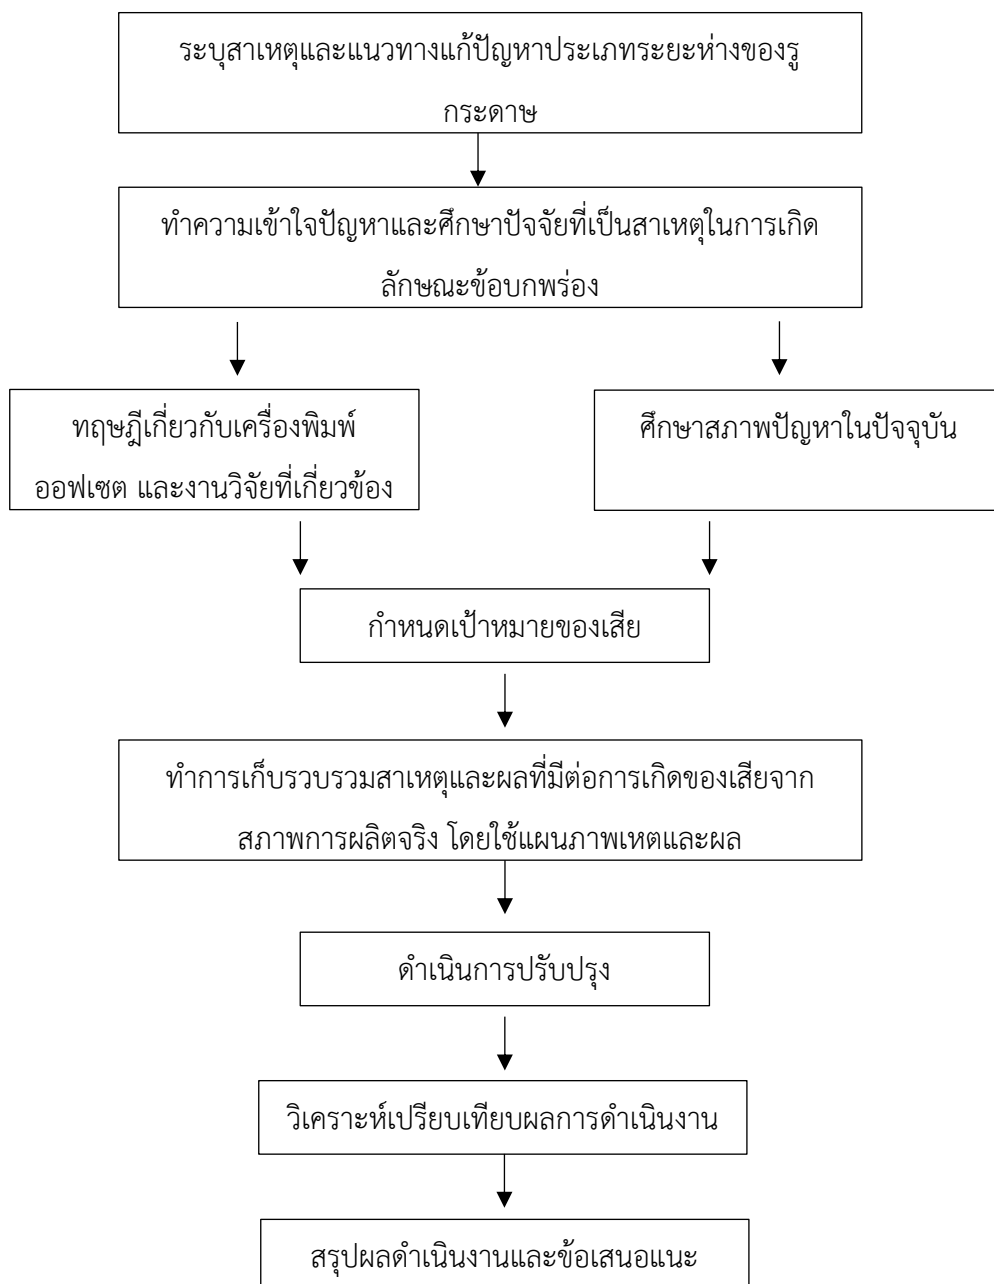 ระบุสาเหตุและแนวทางแก้ปัญหาประเภทระยะห่างของรู
กระดาษ
ทำความเข้าใจปัญหาและศึกษาปัจจัยที่เป็นสาเหตุในการเกิด
ลักษณะข้อบกพร่อง
ทฤษฎีเกี่ยวกับเครื่องพิมพ์
ออฟเซต และงานวิจัยที่เกี่ยวข้อง
ศึกษาสภาพปัญหาในปัจจุบัน
กำหนดเป้าหมายของเสีย
ทำการเก็บรวบรวมสาเหตุและผลที่มีต่อการเกิดของเสียจาก
สภาพการผลิตจริง โดยใช้แผนภาพเหตุและผล
ดำเนินการปรับปรุง
วิเคราะห์เปรียบเทียบผลการดำเนินงาน
สรุปผลดำเนินงานและข้อเสนอแนะ